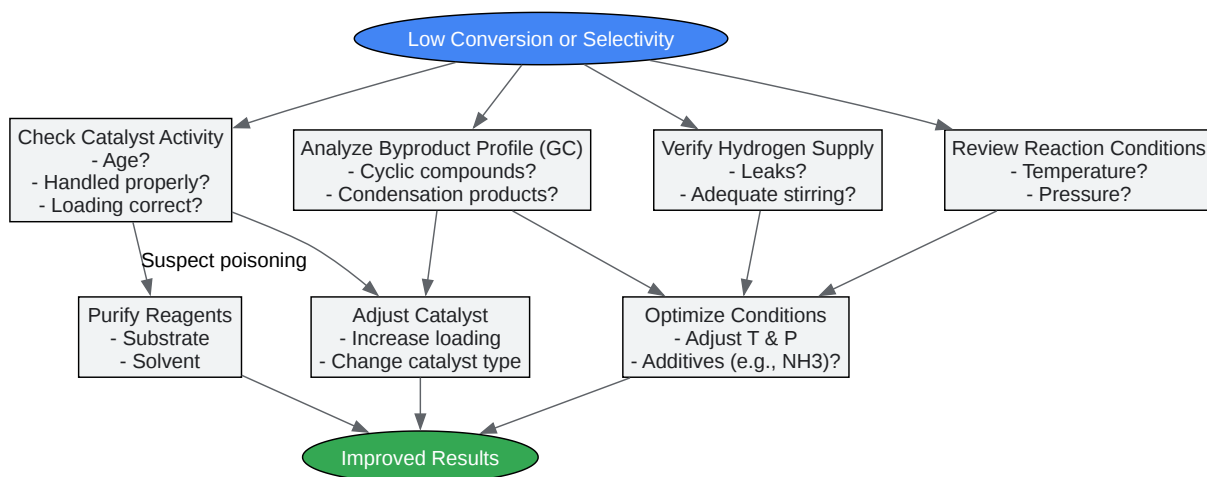 Low Conversion or Selectivity
Check Catalyst Activity
- Age?
- Handled properly?
- Loading correct?
Analyze Byproduct Profile (GC)
- Cyclic compounds?
- Condensation products?
Verify Hydrogen Supply
- Leaks?
- Adequate stirring?
Review Reaction Conditions
- Temperature?
- Pressure?
Suspect poisoning
Purify Reagents
- Substrate
- Solvent
Adjust Catalyst
- Increase loading
- Change catalyst type
Optimize Conditions
- Adjust T & P
- Additives (e.g., NH3)?
Improved Results